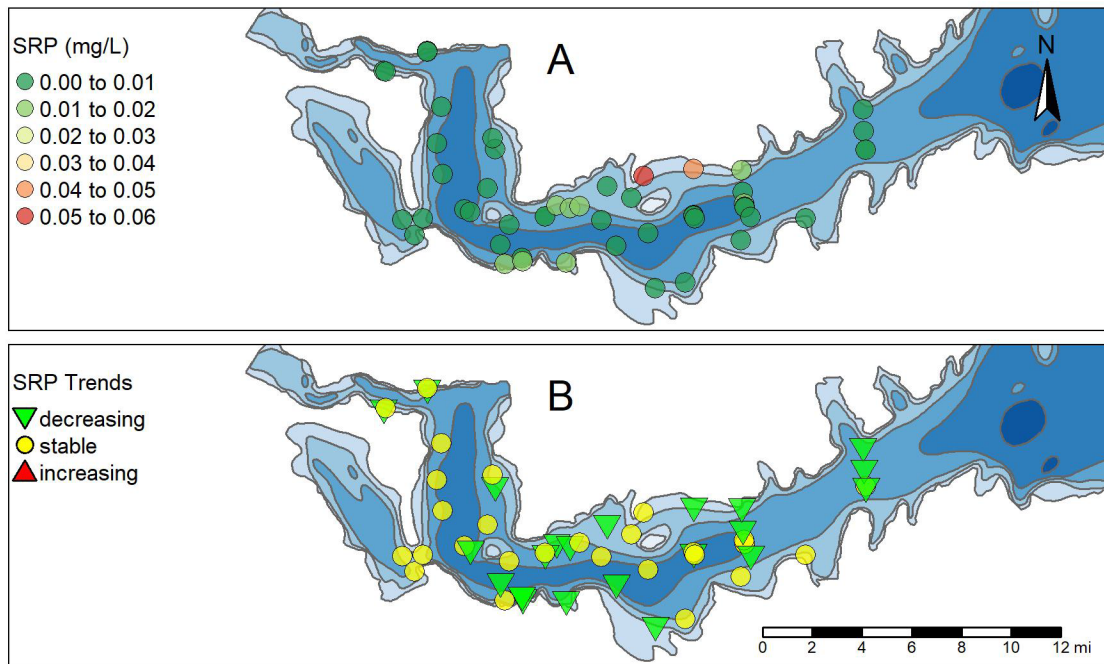 A
N
SRP (mg/L)
0.00 to 0.01
0.01 to 0.02
0.02 to 0.03
0.03 to 0.04
0.04 to 0.05
0.05 to 0.06
B
SRP Trends
decreasing
stable
increasing
0 2 4 6 8 10 12 mi